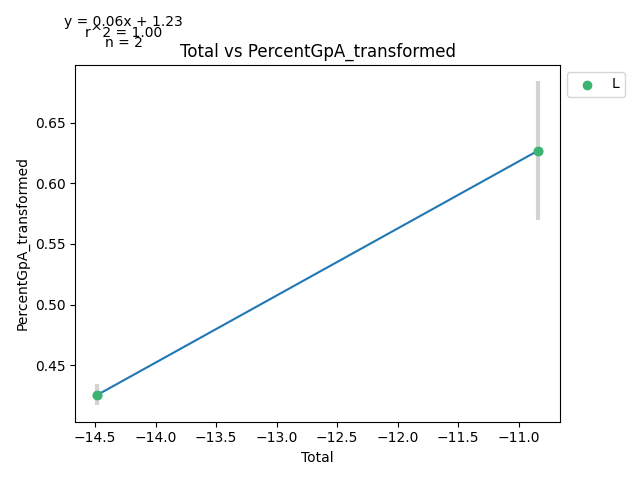 y = 0.06x + 1.23
r^2 = 1.00
n = 2
Total vs PercentGpA_transformed
L
PercentGpA_transformed
0.65
0.60
0.55
0.50
0.45
−14.5 −14.0 −13.5 −13.0 −12.5 −12.0 −11.5 −11.0
Total